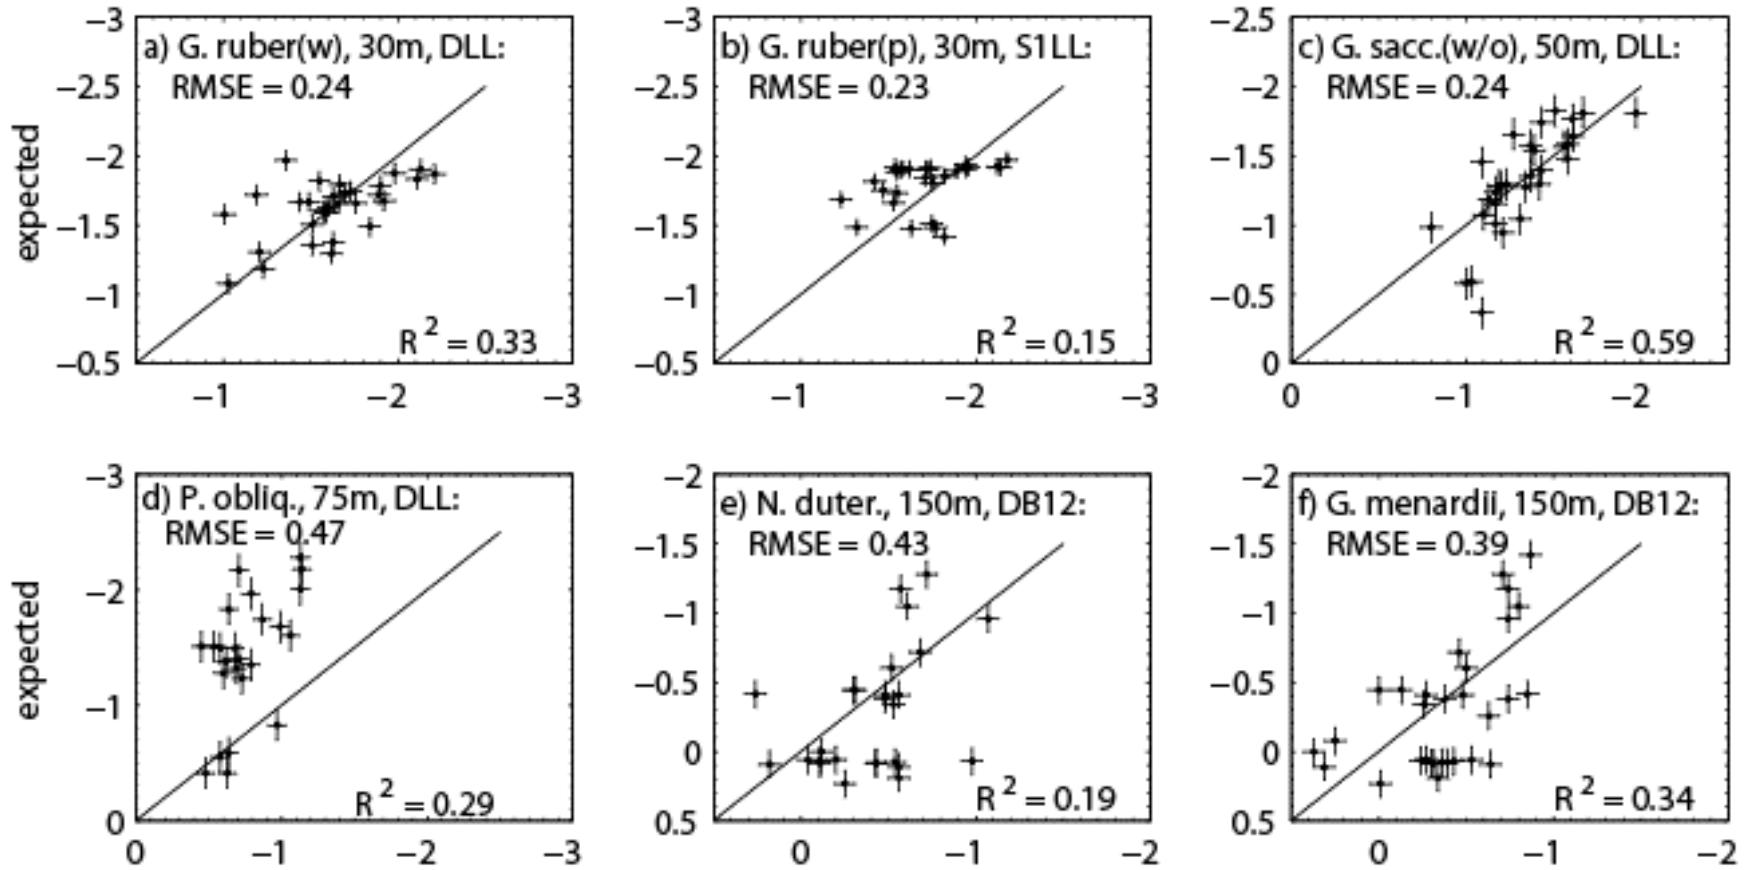 a) G. ruber(w), 30m, DLL:
RMSE = 0.24
R 2 = 0.33
expected
−3
−2.5
−2
−1.5
−1
−0.5
−1 −2 −3
b) G. ruber(p), 30m, S1LL:
RMSE = 0.23
R 2 = 0.15
−3
−2.5
−2
−1.5
−1
−0.5
−1 −2 −3
c) G. sacc.(w/o), 50m, DLL:
RMSE = 0.24
R 2 = 0.59
−2.5
−2
−1.5
−1
−0.5
0
0 −1 −2
d) P. obliq., 75m, DLL:
RMSE = 0.47
R 2 = 0.29
expected
−3
−2
−1
0
0 −1 −2 −3
e) N. duter., 150m, DB12:
RMSE = 0.43
R 2 = 0.19
−2
−1.5
−1
−0.5
0
0.5
0 −1 −2
f) G. menardii, 150m, DB12:
RMSE = 0.39
R 2 = 0.34
−2
−1.5
−1
−0.5
0
0.5
0 −1 −2